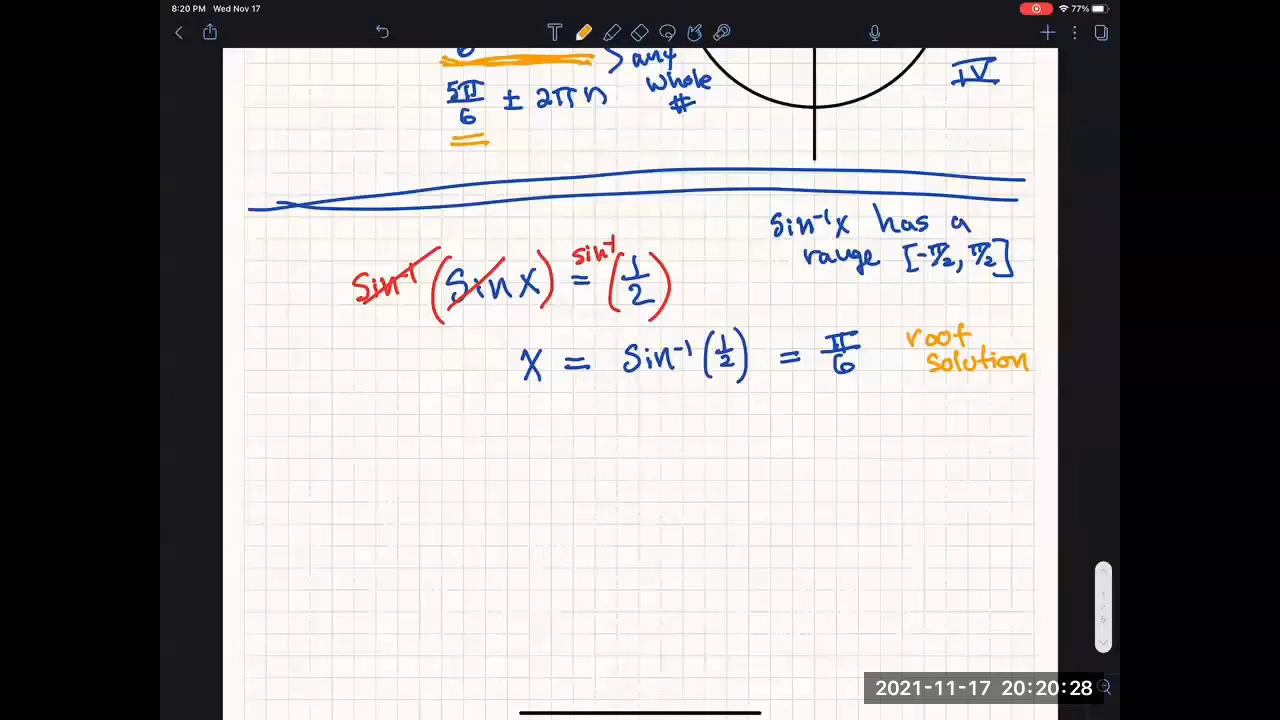 8:20 PM Wed Nov 17
77%
> any
whole
#
IV
5π/6 ± 2πn
sin⁻¹x has a
range [-π/2, π/2]
sin⁻¹(sin x) = sin⁻¹(1/2)
x = sin⁻¹(1/2) = π/6
root
solution
1
/
5
2021-11-17 20:20:28